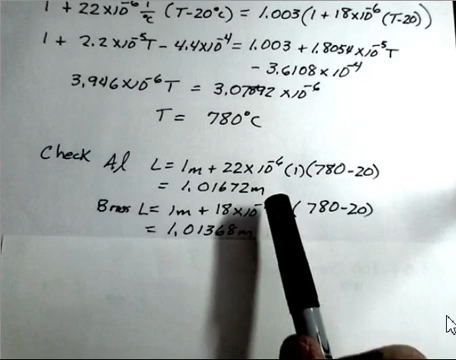 1 + 22×10⁻⁶ 1/°c (T-20°c) = 1.003(1 + 18×10⁻⁶(T-20))
1 + 2.2×10⁻⁵T - 4.4×10⁻⁴ = 1.003 + 1.8054×10⁻⁵T
- 3.6108×10⁻⁴
3.946×10⁻⁶T = 3.07892 ×10⁻⁶
T = 780°c
Check Al L = 1m + 22×10⁻⁶(1)(780-20)
= 1.01672m
Brass L = 1m + 18×10 ( 780-20)
= 1.01368m